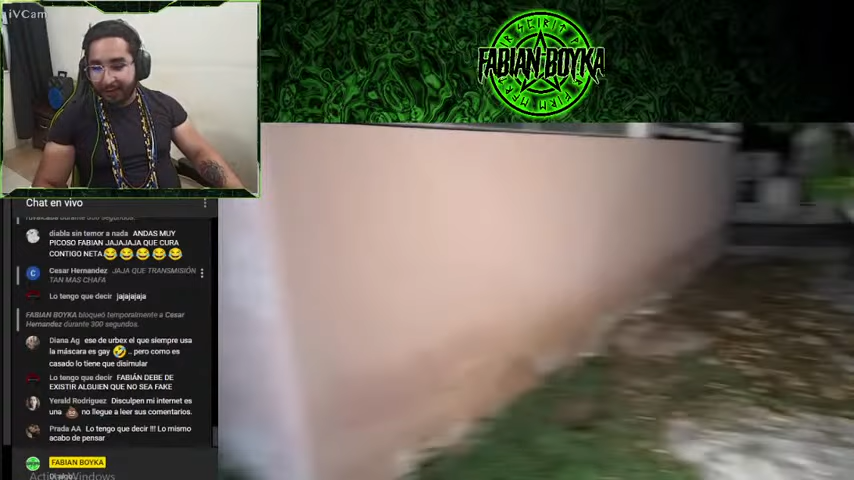 iVCam
FABIAN BOYKA
Chat en vivo
diabla sin temor a nada ANDAS MUY
PICOSO FABIAN JAJAJAJA QUE CURA
CONTIGO NETA😂😂😂😂😂
C
Cesar Hernandez JAJA QUE TRANSMISIÓN
TAN MAS CHAFA
Lo tengo que decir jajajajaja
FABIAN BOYKA bloqueó temporalmente a Cesar
Hernandez durante 300 segundos.
Diana Ag ese de urbex el que siempre usa
la máscara es gay 🤣 .. pero como es
casado lo tiene que disimular
Lo tengo que decir FABIÁN DEBE DE
EXISTIR ALGUIEN QUE NO SEA FAKE
Yerald Rodriguez Disculpen mi internet es
una 💩 no llegue a leer sus comentarios.
Prada AA Lo tengo que decir !!! Lo mismo
acabo de pensar
FABIAN BOYKA